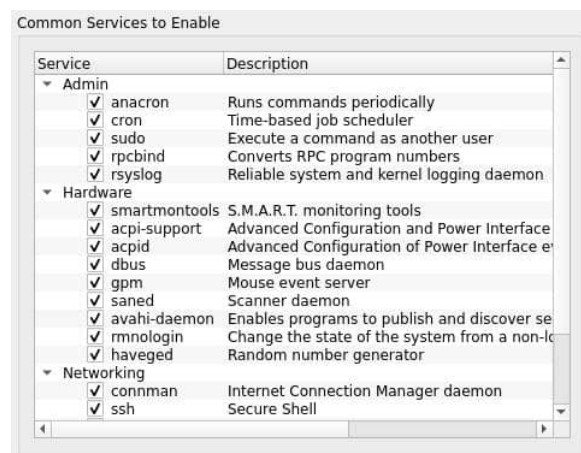 Common Services to Enable
Service Description
Admin
anacron Runs commands periodically
cron Time-based job scheduler
sudo Execute a command as another user
rpcbind Converts RPC program numbers
rsyslog Reliable system and kernel logging daemon
Hardware
smartmontools S.M.A.R.T. monitoring tools
acpi-support Advanced Configuration and Power Interface
acpid Advanced Configuration of Power Interface
dbus Message bus daemon
gpm Mouse event server
saned Scanner daemon
avahi-daemon Enables programs to publish and discover se
rmnologin Change the state of the system from a
haveged Random number generator
Networking
connman Internet Connection Manager daemon
ssh Secure Shell